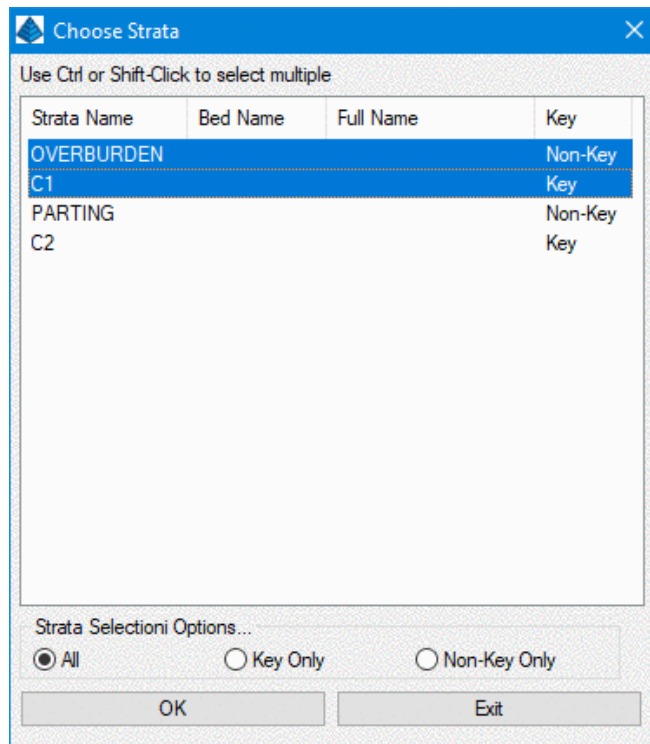 Choose Strata
Use Ctrl or Shift-Click to select multiple
Strata Name Bed Name Full Name Key
OVERBURDEN Non-Key
C1 Key
PARTING Non-Key
C2 Key
Strata Selectioni Options...
All Key Only Non-Key Only
OK Exit